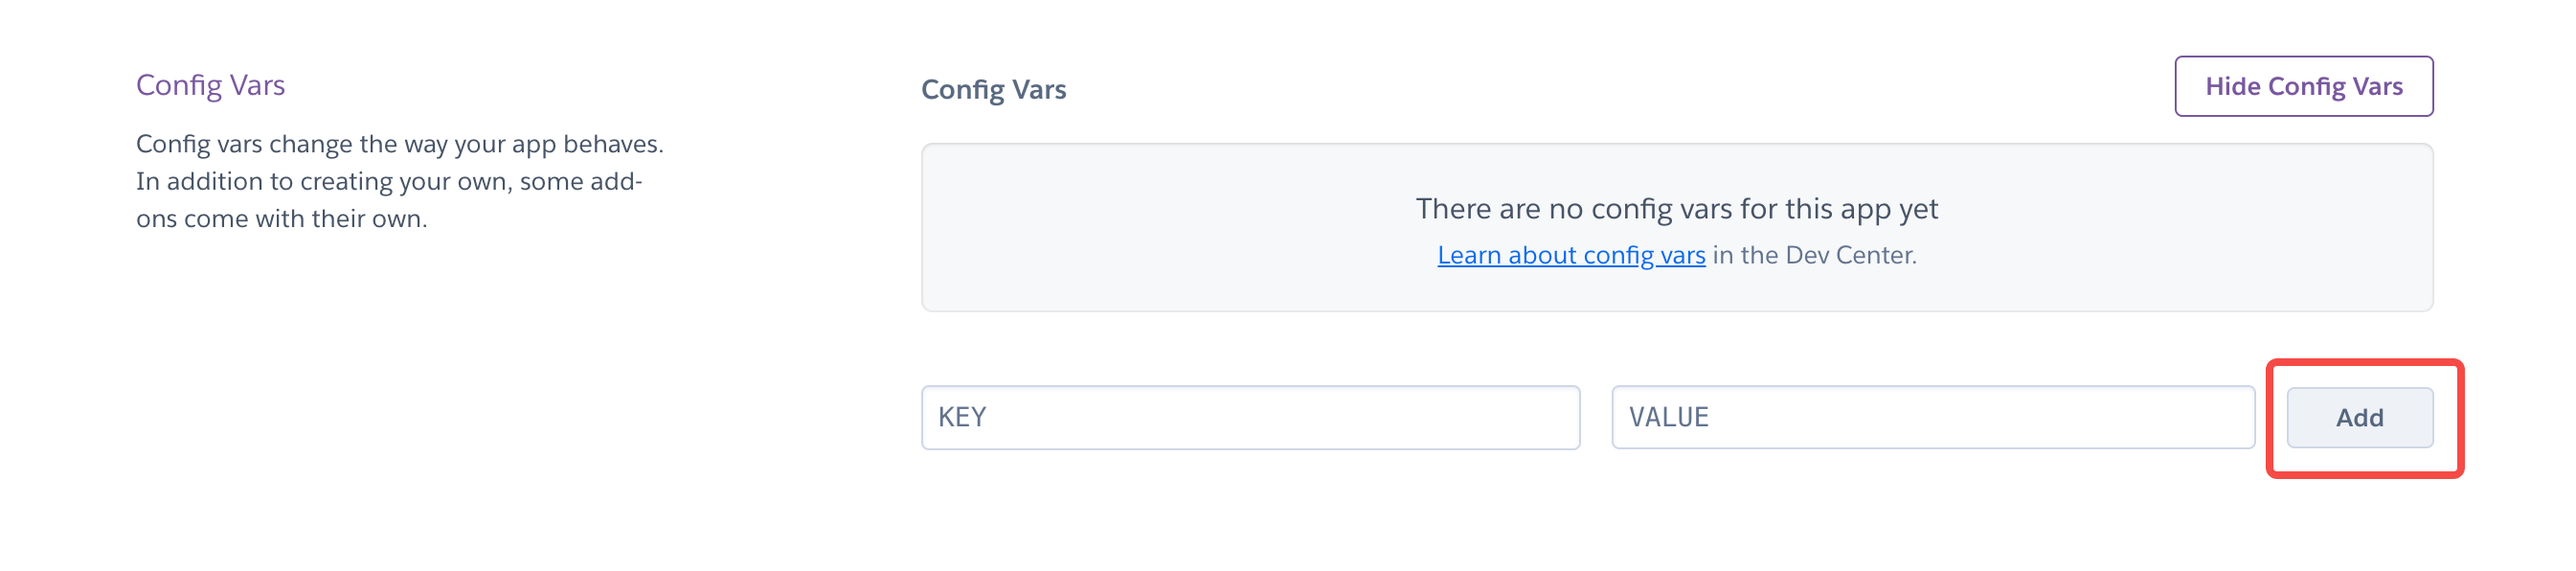 Config Vars
Config vars change the way your app behaves.
In addition to creating your own, some add-
ons come with their own.
Config Vars
Hide Config Vars
There are no config vars for this app yet
Learn about config vars in the Dev Center.
KEY
VALUE
Add